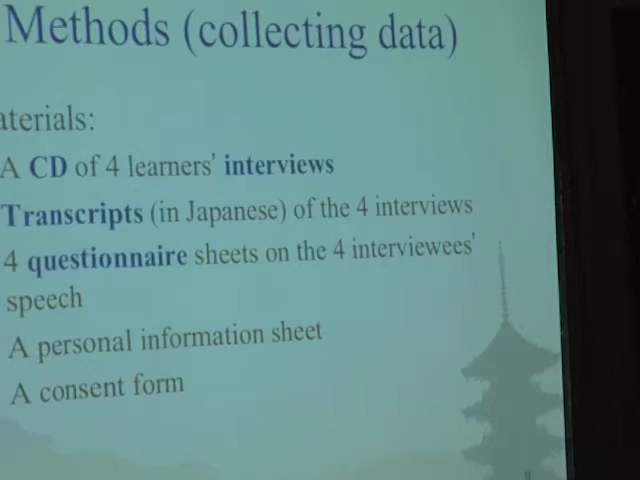 Methods (collecting data)
aterials:
A CD of 4 learners' interviews
Transcripts (in Japanese) of the 4 interviews
4 questionnaire sheets on the 4 interviewees'
speech
A personal information sheet
A consent form